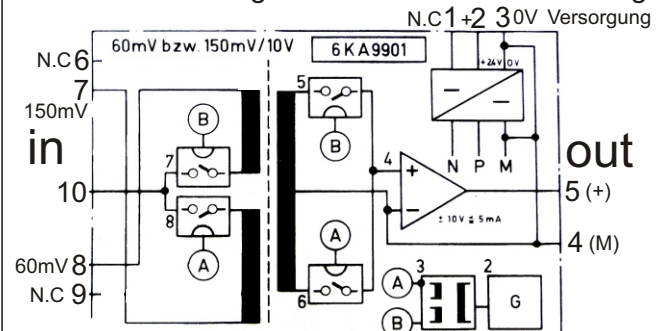 N.C 1 + 2 3 0V Versorgung
60mV bzw. 150mV/10V
6KA9901
+24V 0V
N.C 6
7
150mV
5
B
B
in
7
N P M
out
4
+
10
5 (+)
−
8
± 10V ≦ 5mA
A
A
4 (M)
60mV 8
A
3
2
G
N.C 9
6
B